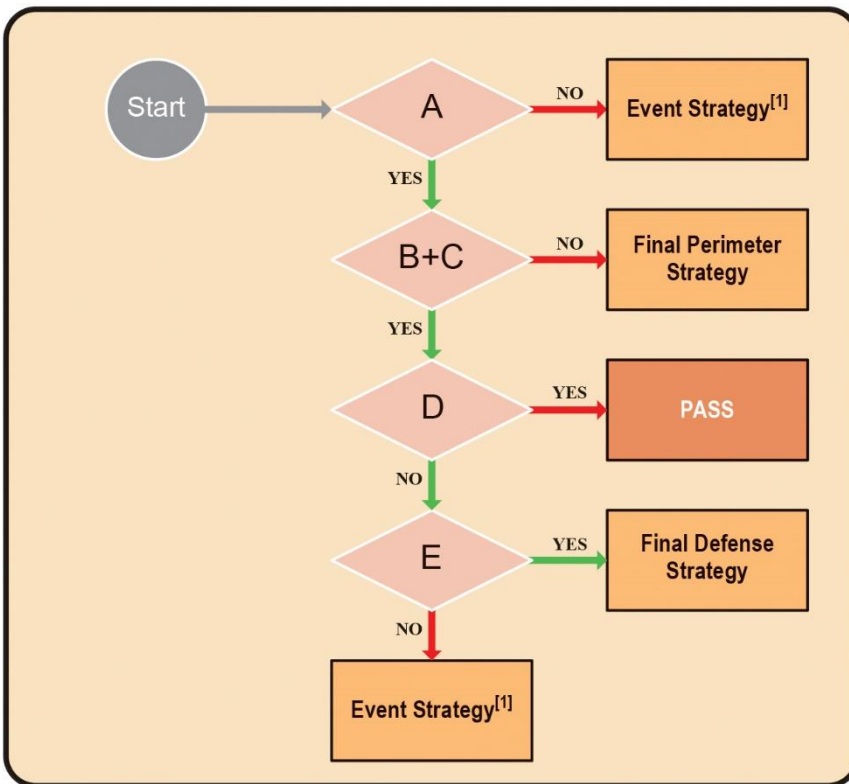 Start
A
NO
Event Strategy[1]
YES
B+C
NO
Final Perimeter
Strategy
YES
D
YES
PASS
NO
E
YES
Final Defense
Strategy
NO
Event Strategy[1]